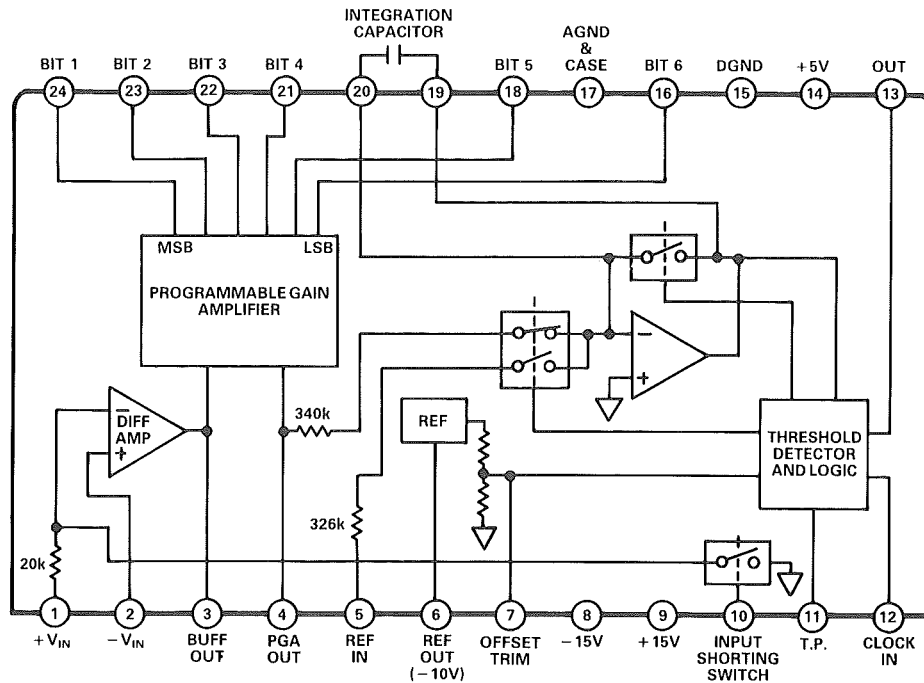 INTEGRATION
CAPACITOR
AGND
&
CASE
BIT 1
BIT 2
BIT 3
BIT 4
BIT 5
BIT 6
DGND
+5V
OUT
24
23
22
21
20
19
18
17
16
15
14
13
MSB
LSB
PROGRAMMABLE GAIN
AMPLIFIER
−
+
340k
REF
DIFF
AMP
−
+
THRESHOLD
DETECTOR
AND LOGIC
326k
20k
1
2
3
4
5
6
7
8
9
10
11
12
+VIN
−VIN
BUFF
OUT
PGA
OUT
REF
IN
REF
OUT
(−10V)
OFFSET
TRIM
−15V
+15V
INPUT
SHORTING
SWITCH
T.P.
CLOCK
IN